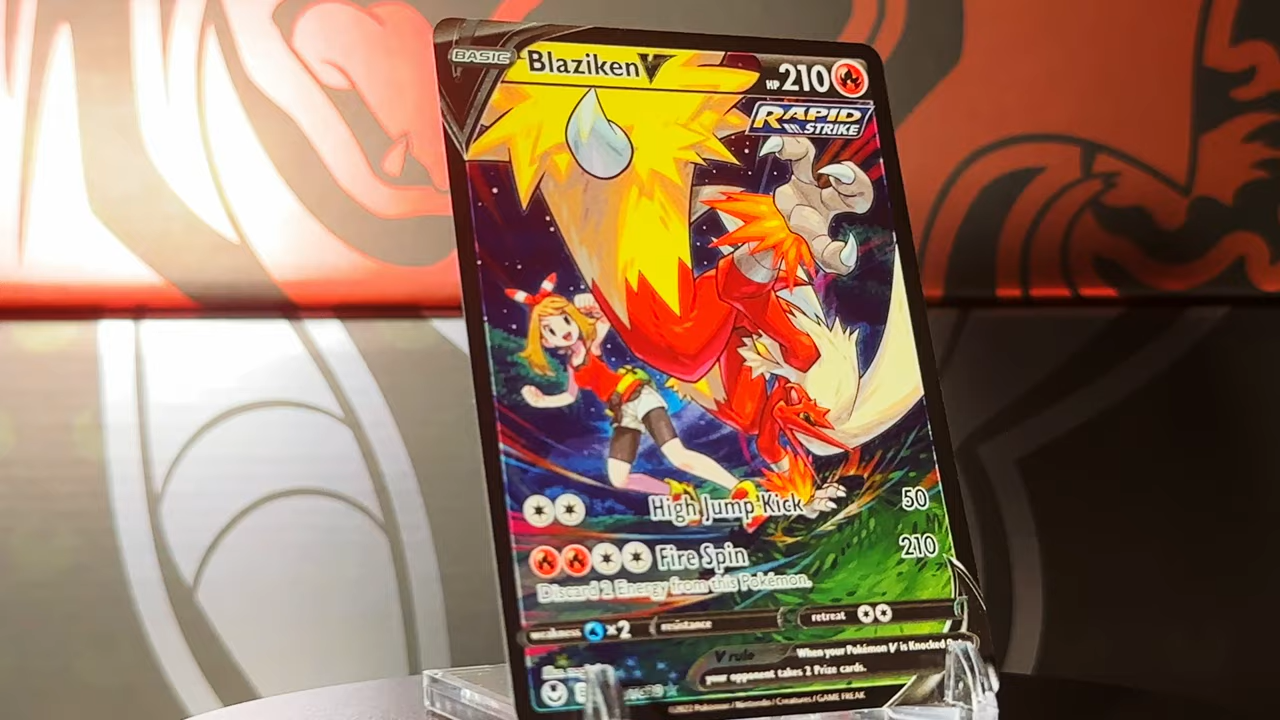 BASIC Blaziken V HP 210
RAPID STRIKE
High Jump Kick 50
Fire Spin 210
Discard 2 Energy from this Pokémon.
weakness ×2 resistance retreat
V rule When your Pokémon V is Knocked
your opponent takes 2 Prize cards.
©2022 Pokémon / Nintendo / Creatures / GAME FREAK